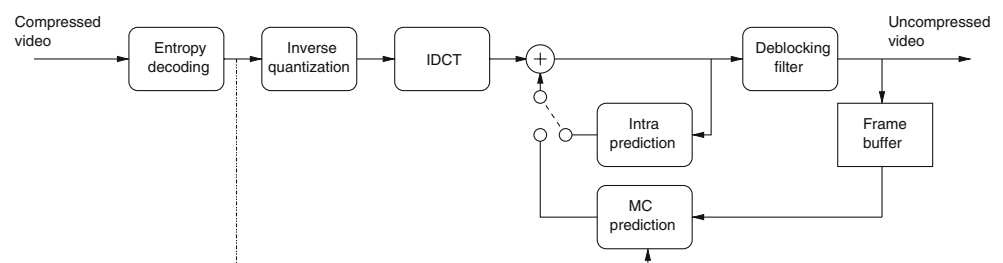 Compressed
video
Entropy
decoding
Inverse
quantization
IDCT
+
Deblocking
filter
Uncompressed
video
Intra
prediction
Frame
buffer
MC
prediction